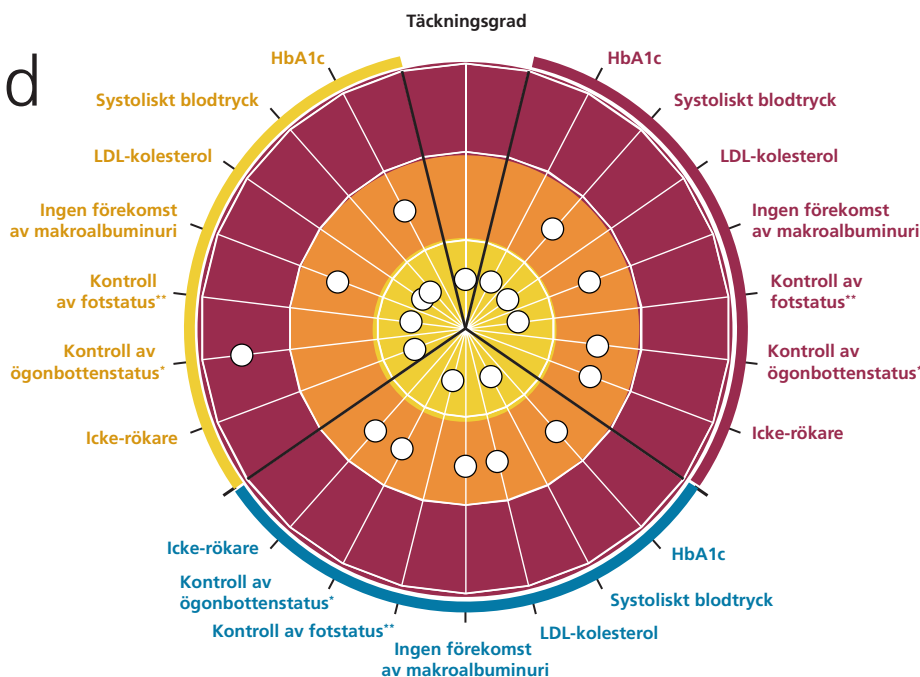 Täckningsgrad
d
HbA1c
Systoliskt blodtryck
LDL-kolesterol
Ingen förekomst
av makroalbuminuri
Kontroll
av fotstatus**
Kontroll av
ögonbottenstatus*
Icke-rökare
HbA1c
Systoliskt blodtryck
LDL-kolesterol
Ingen förekomst
av makroalbuminuri
Kontroll av
fotstatus**
Kontroll av
ögonbottenstatus*
Icke-rökare
HbA1c
Systoliskt blodtryck
LDL-kolesterol
Ingen förekomst
av makroalbuminuri
Kontroll av fotstatus**
Kontroll av
ögonbottenstatus*
Icke-rökare